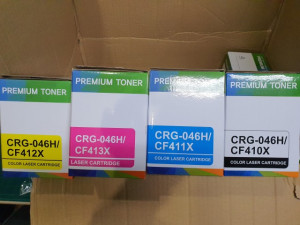 PREMIUM TONER
CRG-046H/
CF412X
COLOR LASER CARTRIDGE
PREMIUM TONER
CRG-046H/
CF413X
LASER CARTRIDGE
PREMIUM TONER
CRG-046H/
CF411X
COLOR LASER CARTRIDGE
PREMIUM TONER
CRG-046H/
CF410X
COLOR LASER CARTRIDGE